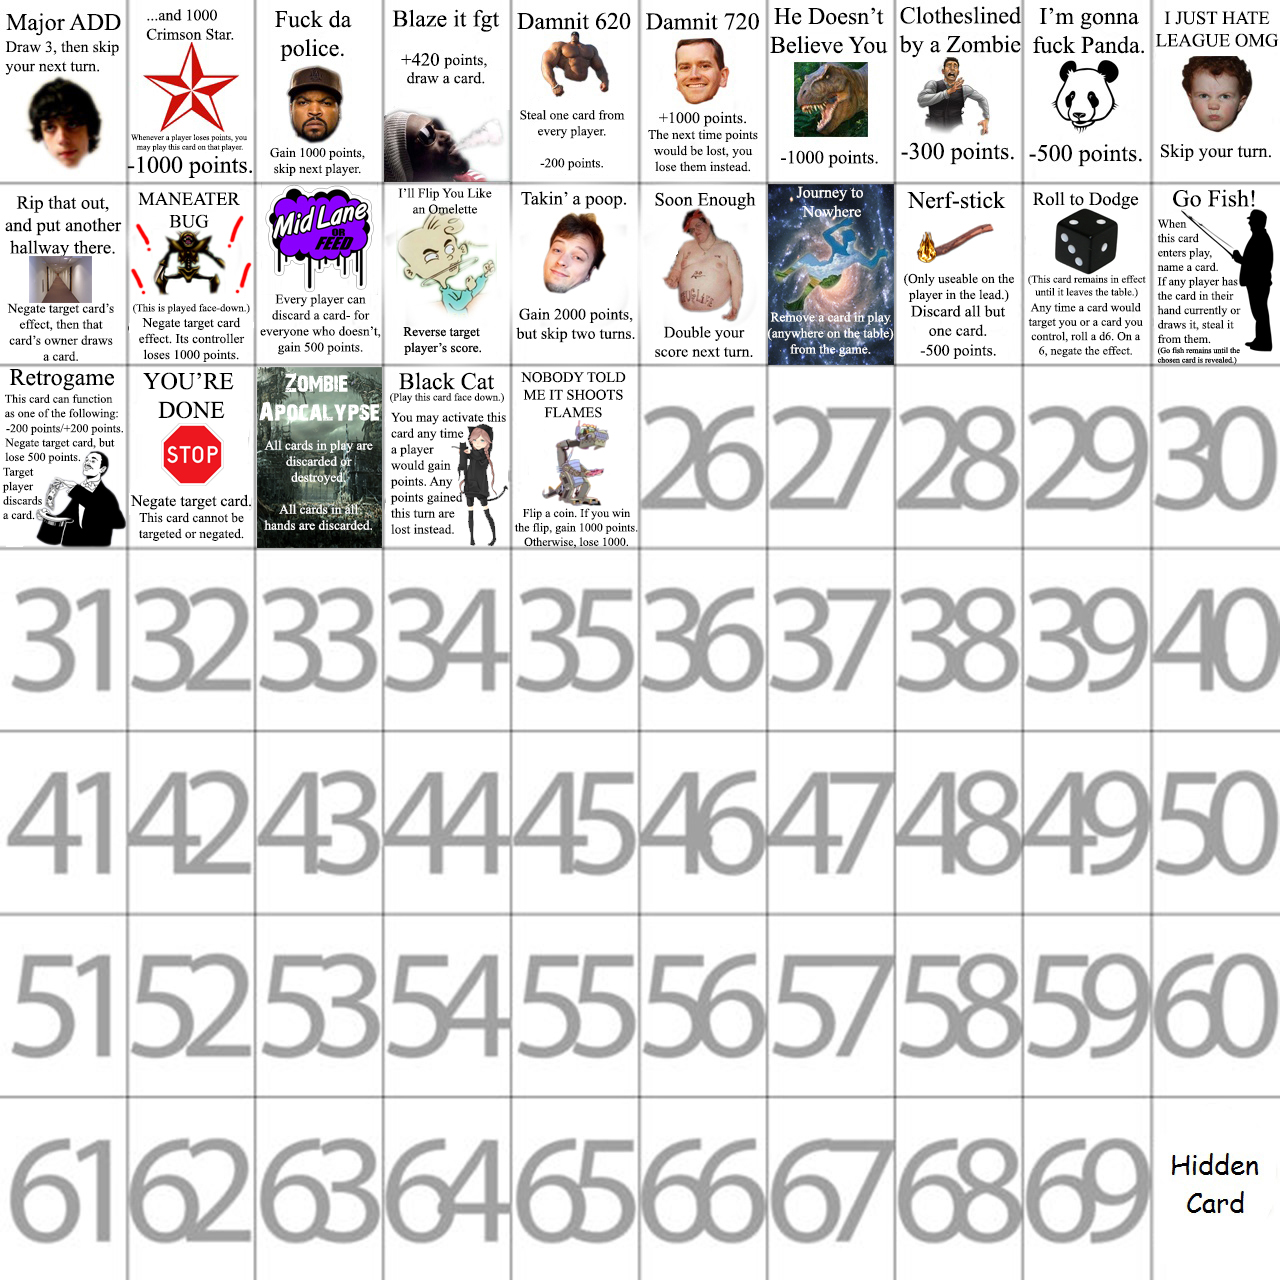 Major ADD
Draw 3, then skip
your next turn.
...and 1000
Crimson Star.
Whenever a player loses points, you
may play this card on that player.
-1000 points.
Fuck da
police.
Gain 1000 points,
skip next player.
Blaze it fgt
+420 points,
draw a card.
Damnit 620
Steal one card from
every player.
-200 points.
Damnit 720
+1000 points.
The next time points
would be lost, you
lose them instead.
He Doesn't
Believe You
-1000 points.
Clotheslined
by a Zombie
-300 points.
I'm gonna
fuck Panda.
-500 points.
I JUST HATE
LEAGUE OMG
Skip your turn.
Rip that out,
and put another
hallway there.
Negate target card's
effect, then that
card's owner draws
a card.
MANEATER
BUG
(This is played face-down.)
Negate target card
effect. Its controller
loses 1000 points.
Mid Lane
OR
FEED
Every player can
discard a card- for
everyone who doesn't,
gain 500 points.
I'll Flip You Like
an Omelette
Reverse target
player's score.
Takin' a poop.
Gain 2000 points,
but skip two turns.
Soon Enough
Double your
score next turn.
Journey to
Nowhere
Remove a card in play
(anywhere on the table)
from the game.
Nerf-stick
(Only useable on the
player in the lead.)
Discard all but
one card.
-500 points.
Roll to Dodge
(This card remains in effect
until it leaves the table.)
Any time a card would
target you or a card you
control, roll a d6. On a
6, negate the effect.
Go Fish!
When
this card
enters play,
name a card.
If any player has
the card in their
hand currently or
draws it, steal it
from them.
(Go fish remains until the
chosen card is revealed.)
Retrogame
This card can function
as one of the following:
-200 points/+200 points.
Negate target card, but
lose 500 points.
Target
player
discards
a card.
YOU'RE
DONE
STOP
Negate target card.
This card cannot be
targeted or negated.
ZOMBIE
APOCALYPSE
All cards in play are
discarded or
destroyed.
All cards in all
hands are discarded.
Black Cat
(Play this card face down.)
You may activate this
card any time
a player
would gain
points. Any
points gained
this turn are
lost instead.
NOBODY TOLD
ME IT SHOOTS
FLAMES
Flip a coin. If you win
the flip, gain 1000 points.
Otherwise, lose 1000.
26
27
28
29
30
31
32
33
34
35
36
37
38
39
40
41
42
43
44
45
46
47
48
49
50
51
52
53
54
55
56
57
58
59
60
61
62
63
64
65
66
67
68
69
Hidden
Card